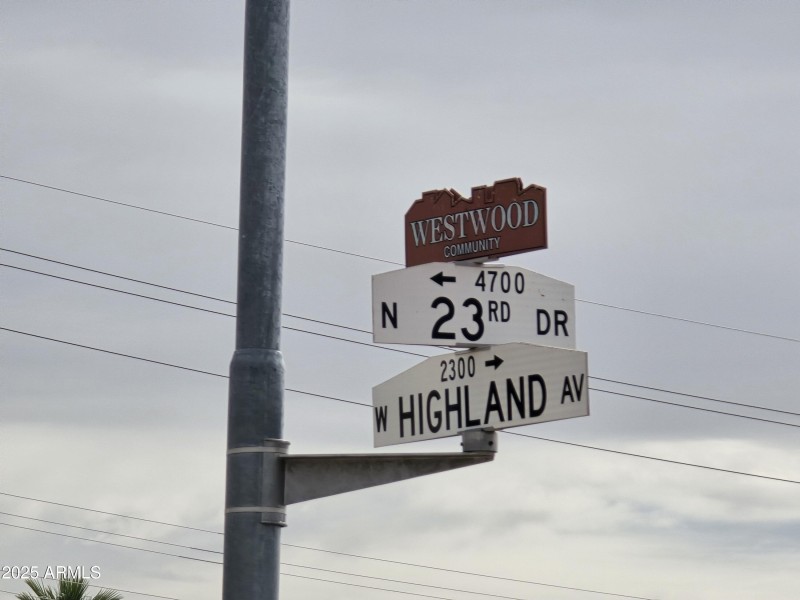 WESTWOOD
COMMUNITY
← 4700
N 23RD DR
2300 →
W HIGHLAND AV
2025 ARMLS